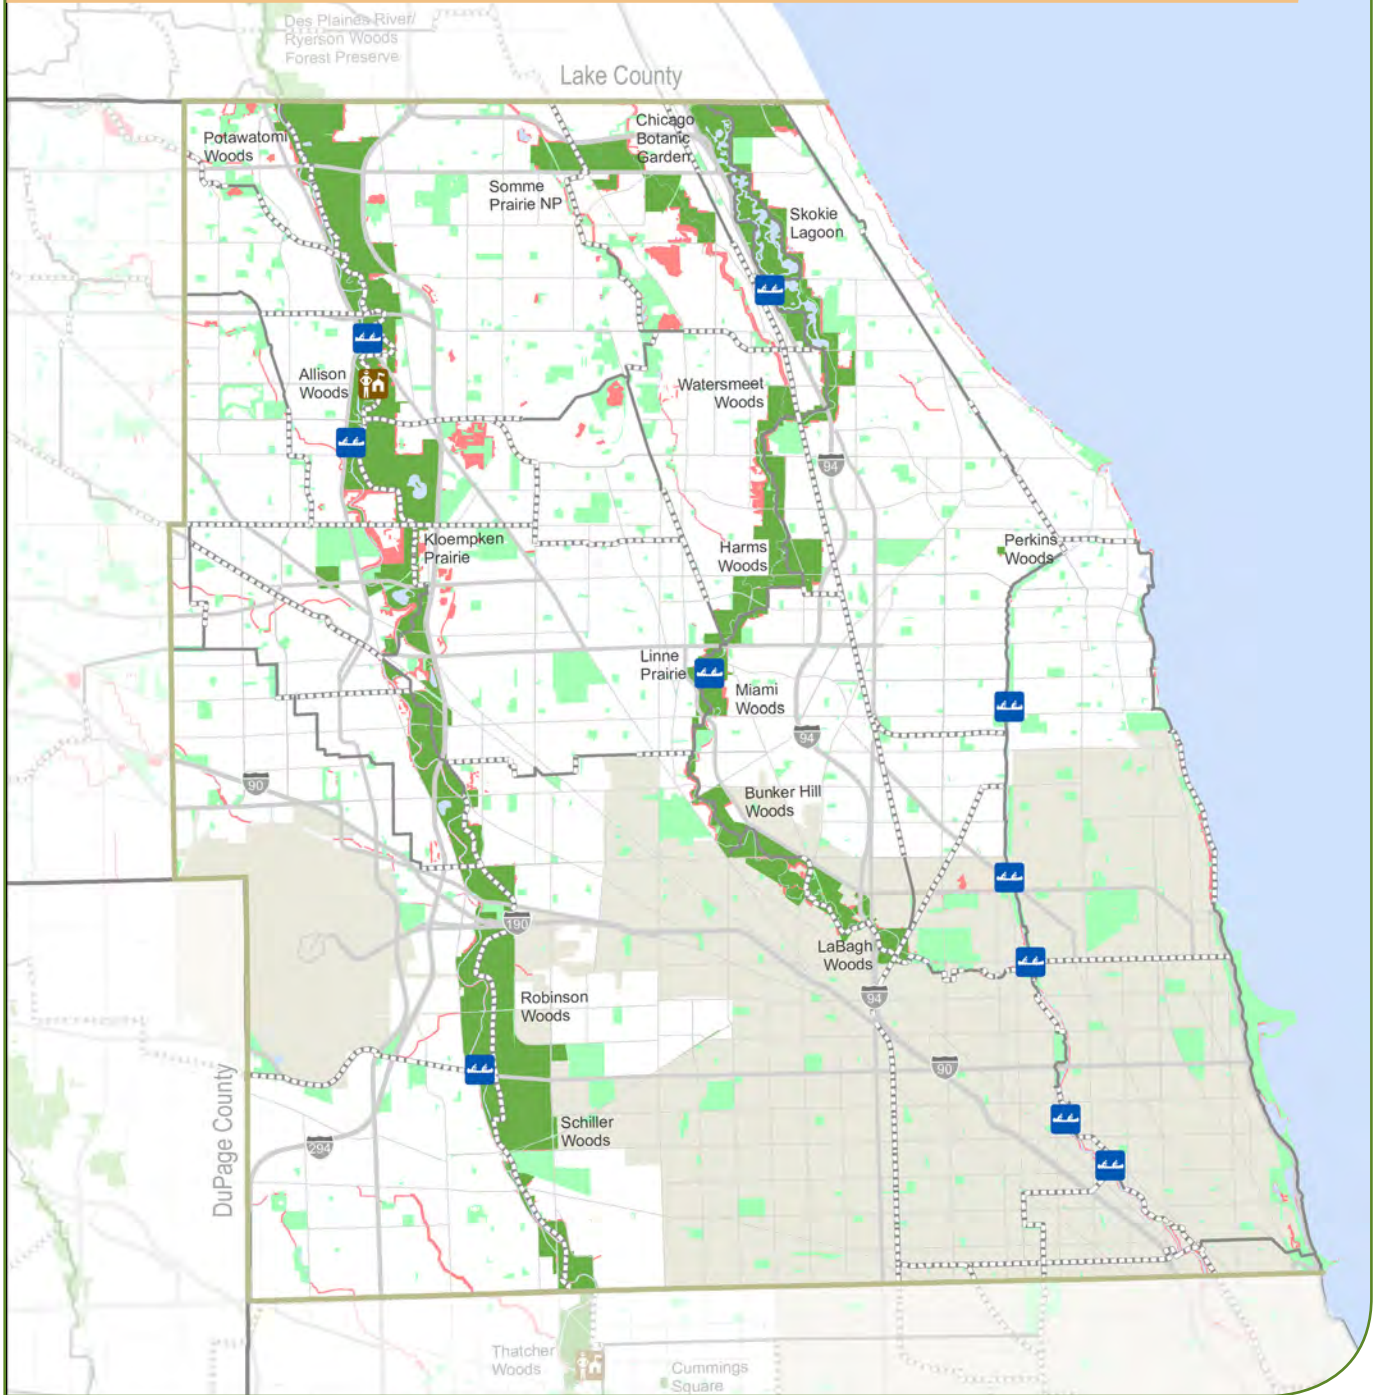 Des Plaines River/
Ryerson Woods
Forest Preserve
Lake County
Potawatomi
Woods
Chicago
Botanic
Garden
Somme
Prairie NP
Skokie
Lagoon
Allison
Woods
Watersmeet
Woods
94
Kloempken
Prairie
Harms
Woods
Perkins
Woods
Linne
Prairie
Miami
Woods
94
90
Bunker Hill
Woods
190
LaBagh
Woods
94
Robinson
Woods
90
DuPage County
Schiller
Woods
294
Thatcher
Woods
Cummings
Square